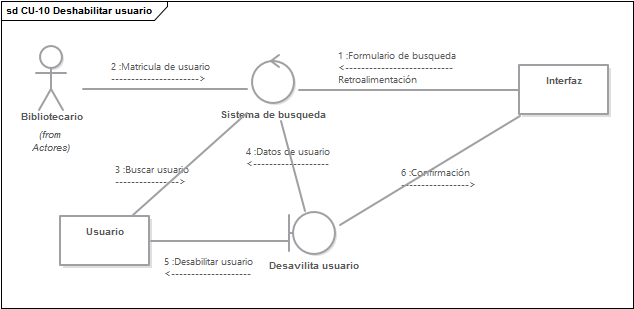 sd CU-10 Deshabilitar usuario
1 :Formulario de busqueda
Retroalimentación
2 :Matricula de usuario
Interfaz
Bibliotecario
(from
Actores)
Sistema de busqueda
3 :Buscar usuario
4 :Datos de usuario
6 :Confirmación
Usuario
5 :Desabilitar usuario
Desavilita usuario